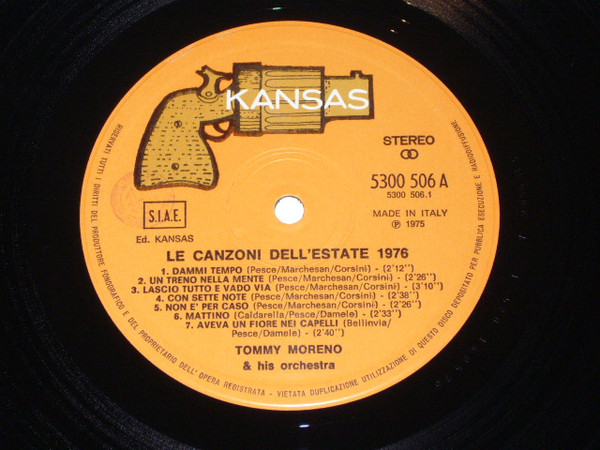 KANSAS
STEREO
5300 506 A
5300 506.1
MADE IN ITALY
℗ 1975
S.I.A.E.
Ed. KANSAS
LE CANZONI DELL'ESTATE 1976
1. DAMMI TEMPO (Pesce/Marchesan/Corsini) - (2'12")
2. UN TRENO NELLA MENTE (Pesce/Marchesan/Corsini) - (2'26")
3. LASCIO TUTTO E VADO VIA (Pesce/Marchesan/Corsini) - (3'10")
4. CON SETTE NOTE (Pesce/Marchesan/Corsini) - (2'38")
5. NON E' PER CASO (Pesce/Marchesan/Corsini) - (2'26")
6. MATTINO (Caldarella/Pesce/Damele) - (2'33")
7. AVEVA UN FIORE NEI CAPELLI (Bellinvia/
Pesce/Damele) - (2'40")
TOMMY MORENO
& his orchestra
RISERVATI TUTTI I DIRITTI DEL PRODUTTORE FONOGRAFICO E DEL PROPRIETARIO DELL'OPERA REGISTRATA - VIETATA DUPLICAZIONE UTILIZZAZIONE DI QUESTO DISCO DEPOSITATO PER PUBBLICA ESECUZIONE E RADIODIFFUSIONE